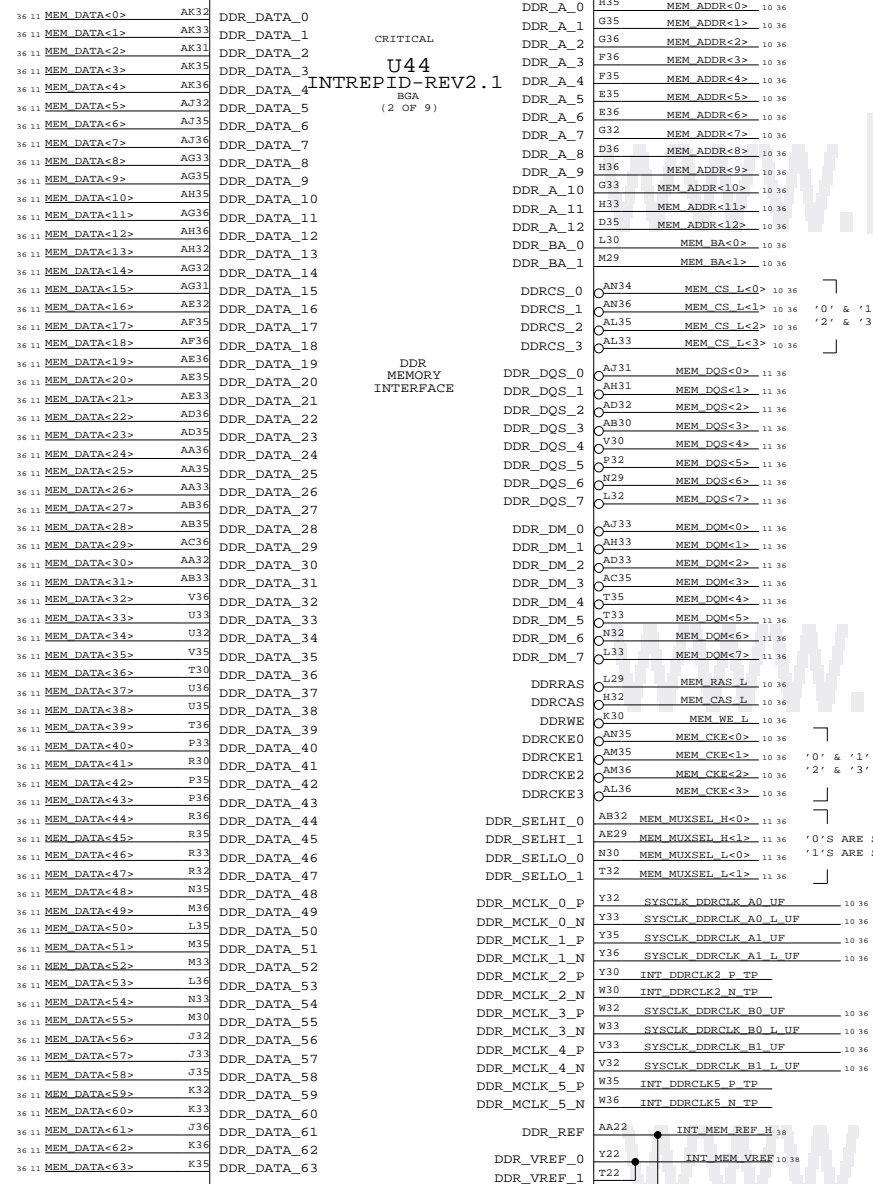 CRITICAL
U44
INTREPID-REV2.1
BGA
(2 OF 9)
DDR
MEMORY
INTERFACE
36 11 MEM_DATA<0> AK32 DDR_DATA_0
36 11 MEM_DATA<1> AK33 DDR_DATA_1
36 11 MEM_DATA<2> AK31 DDR_DATA_2
36 11 MEM_DATA<3> AK35 DDR_DATA_3
36 11 MEM_DATA<4> AK36 DDR_DATA_4
36 11 MEM_DATA<5> AJ32 DDR_DATA_5
36 11 MEM_DATA<6> AJ35 DDR_DATA_6
36 11 MEM_DATA<7> AJ36 DDR_DATA_7
36 11 MEM_DATA<8> AG33 DDR_DATA_8
36 11 MEM_DATA<9> AG35 DDR_DATA_9
36 11 MEM_DATA<10> AH35 DDR_DATA_10
36 11 MEM_DATA<11> AG36 DDR_DATA_11
36 11 MEM_DATA<12> AH36 DDR_DATA_12
36 11 MEM_DATA<13> AH32 DDR_DATA_13
36 11 MEM_DATA<14> AG32 DDR_DATA_14
36 11 MEM_DATA<15> AG31 DDR_DATA_15
36 11 MEM_DATA<16> AE32 DDR_DATA_16
36 11 MEM_DATA<17> AF35 DDR_DATA_17
36 11 MEM_DATA<18> AF36 DDR_DATA_18
36 11 MEM_DATA<19> AE36 DDR_DATA_19
36 11 MEM_DATA<20> AE35 DDR_DATA_20
36 11 MEM_DATA<21> AE33 DDR_DATA_21
36 11 MEM_DATA<22> AD36 DDR_DATA_22
36 11 MEM_DATA<23> AD35 DDR_DATA_23
36 11 MEM_DATA<24> AA36 DDR_DATA_24
36 11 MEM_DATA<25> AA35 DDR_DATA_25
36 11 MEM_DATA<26> AA33 DDR_DATA_26
36 11 MEM_DATA<27> AB36 DDR_DATA_27
36 11 MEM_DATA<28> AB35 DDR_DATA_28
36 11 MEM_DATA<29> AC36 DDR_DATA_29
36 11 MEM_DATA<30> AA32 DDR_DATA_30
36 11 MEM_DATA<31> AB33 DDR_DATA_31
36 11 MEM_DATA<32> V36 DDR_DATA_32
36 11 MEM_DATA<33> U33 DDR_DATA_33
36 11 MEM_DATA<34> U32 DDR_DATA_34
36 11 MEM_DATA<35> V35 DDR_DATA_35
36 11 MEM_DATA<36> T30 DDR_DATA_36
36 11 MEM_DATA<37> U36 DDR_DATA_37
36 11 MEM_DATA<38> U35 DDR_DATA_38
36 11 MEM_DATA<39> T36 DDR_DATA_39
36 11 MEM_DATA<40> P33 DDR_DATA_40
36 11 MEM_DATA<41> R30 DDR_DATA_41
36 11 MEM_DATA<42> P35 DDR_DATA_42
36 11 MEM_DATA<43> P36 DDR_DATA_43
36 11 MEM_DATA<44> R36 DDR_DATA_44
36 11 MEM_DATA<45> R35 DDR_DATA_45
36 11 MEM_DATA<46> R33 DDR_DATA_46
36 11 MEM_DATA<47> R32 DDR_DATA_47
36 11 MEM_DATA<48> N35 DDR_DATA_48
36 11 MEM_DATA<49> M36 DDR_DATA_49
36 11 MEM_DATA<50> L35 DDR_DATA_50
36 11 MEM_DATA<51> M35 DDR_DATA_51
36 11 MEM_DATA<52> M33 DDR_DATA_52
36 11 MEM_DATA<53> L36 DDR_DATA_53
36 11 MEM_DATA<54> N33 DDR_DATA_54
36 11 MEM_DATA<55> M30 DDR_DATA_55
36 11 MEM_DATA<56> J32 DDR_DATA_56
36 11 MEM_DATA<57> J33 DDR_DATA_57
36 11 MEM_DATA<58> J35 DDR_DATA_58
36 11 MEM_DATA<59> K32 DDR_DATA_59
36 11 MEM_DATA<60> K33 DDR_DATA_60
36 11 MEM_DATA<61> J36 DDR_DATA_61
36 11 MEM_DATA<62> K36 DDR_DATA_62
36 11 MEM_DATA<63> K35 DDR_DATA_63
DDR_A_0 H35 MEM_ADDR<0> 10 36
DDR_A_1 G35 MEM_ADDR<1> 10 36
DDR_A_2 G36 MEM_ADDR<2> 10 36
DDR_A_3 F36 MEM_ADDR<3> 10 36
DDR_A_4 F35 MEM_ADDR<4> 10 36
DDR_A_5 E35 MEM_ADDR<5> 10 36
DDR_A_6 E36 MEM_ADDR<6> 10 36
DDR_A_7 G32 MEM_ADDR<7> 10 36
DDR_A_8 D36 MEM_ADDR<8> 10 36
DDR_A_9 H36 MEM_ADDR<9> 10 36
DDR_A_10 G33 MEM_ADDR<10> 10 36
DDR_A_11 H33 MEM_ADDR<11> 10 36
DDR_A_12 D35 MEM_ADDR<12> 10 36
DDR_BA_0 L30 MEM_BA<0> 10 36
DDR_BA_1 M29 MEM_BA<1> 10 36
DDRCS_0 AN34 MEM_CS_L<0> 10 36
DDRCS_1 AN36 MEM_CS_L<1> 10 36 '0' & '1
DDRCS_2 AL35 MEM_CS_L<2> 10 36 '2' & '3
DDRCS_3 AL33 MEM_CS_L<3> 10 36
DDR_DQS_0 AJ31 MEM_DQS<0> 11 36
DDR_DQS_1 AH31 MEM_DQS<1> 11 36
DDR_DQS_2 AD32 MEM_DQS<2> 11 36
DDR_DQS_3 AB30 MEM_DQS<3> 11 36
DDR_DQS_4 V30 MEM_DQS<4> 11 36
DDR_DQS_5 P32 MEM_DQS<5> 11 36
DDR_DQS_6 N29 MEM_DQS<6> 11 36
DDR_DQS_7 L32 MEM_DQS<7> 11 36
DDR_DM_0 AJ33 MEM_DQM<0> 11 36
DDR_DM_1 AH33 MEM_DQM<1> 11 36
DDR_DM_2 AD33 MEM_DQM<2> 11 36
DDR_DM_3 AC35 MEM_DQM<3> 11 36
DDR_DM_4 T35 MEM_DQM<4> 11 36
DDR_DM_5 T33 MEM_DQM<5> 11 36
DDR_DM_6 N32 MEM_DQM<6> 11 36
DDR_DM_7 L33 MEM_DQM<7> 11 36
DDRRAS L29 MEM_RAS_L 10 36
DDRCAS H32 MEM_CAS_L 10 36
DDRWE K30 MEM_WE_L 10 36
DDRCKE0 AN35 MEM_CKE<0> 10 36
DDRCKE1 AM35 MEM_CKE<1> 10 36 '0' & '1'
DDRCKE2 AM36 MEM_CKE<2> 10 36 '2' & '3'
DDRCKE3 AL36 MEM_CKE<3> 10 36
DDR_SELHI_0 AB32 MEM_MUXSEL_H<0> 11 36
DDR_SELHI_1 AE29 MEM_MUXSEL_H<1> 11 36 '0'S ARE
DDR_SELLO_0 N30 MEM_MUXSEL_L<0> 11 36 '1'S ARE
DDR_SELLO_1 T32 MEM_MUXSEL_L<1> 11 36
DDR_MCLK_0_P Y32 SYSCLK_DDRCLK_A0_UF 10 36
DDR_MCLK_0_N Y33 SYSCLK_DDRCLK_A0_L_UF 10 36
DDR_MCLK_1_P Y35 SYSCLK_DDRCLK_A1_UF 10 36
DDR_MCLK_1_N Y36 SYSCLK_DDRCLK_A1_L_UF 10 36
DDR_MCLK_2_P Y30 INT_DDRCLK2_P_TP
DDR_MCLK_2_N W30 INT_DDRCLK2_N_TP
DDR_MCLK_3_P W32 SYSCLK_DDRCLK_B0_UF 10 36
DDR_MCLK_3_N W33 SYSCLK_DDRCLK_B0_L_UF 10 36
DDR_MCLK_4_P V33 SYSCLK_DDRCLK_B1_UF 10 36
DDR_MCLK_4_N V32 SYSCLK_DDRCLK_B1_L_UF 10 36
DDR_MCLK_5_P W35 INT_DDRCLK5_P_TP
DDR_MCLK_5_N W36 INT_DDRCLK5_N_TP
DDR_REF AA22 INT_MEM_REF_H 38
DDR_VREF_0 Y22 INT_MEM_VREF 10 38
DDR_VREF_1 T22
www.
www.
www.